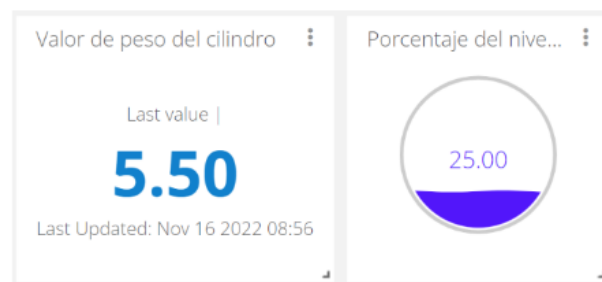 Valor de peso del cilindro
Last value |
5.50
Last Updated: Nov 16 2022 08:56
Porcentaje del nive...
25.00